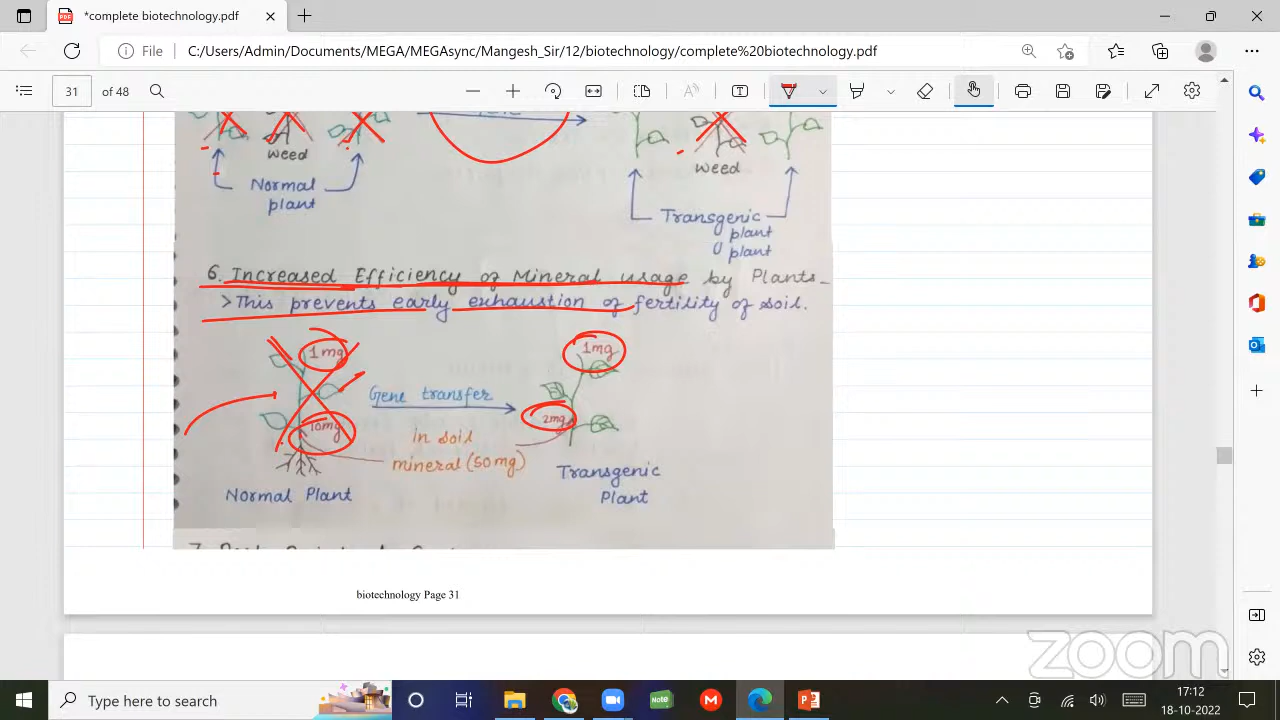 *complete biotechnology.pdf
File
C:/Users/Admin/Documents/MEGA/MEGAsync/Mangesh_Sir/12/biotechnology/complete%20biotechnology.pdf
31 of 48
weed
weed
Normal
plant
Transgenic
plant
plant
6. Increased Efficiency of Mineral usage by Plants-
>This prevents early exhaustion of fertility of soil.
1mg
1mg
Gene transfer
10mg
2mg
in soil
mineral (50mg)
Transgenic
Plant
Normal Plant
biotechnology Page 31
zoom
Type here to search
Note
17:12
18-10-2022